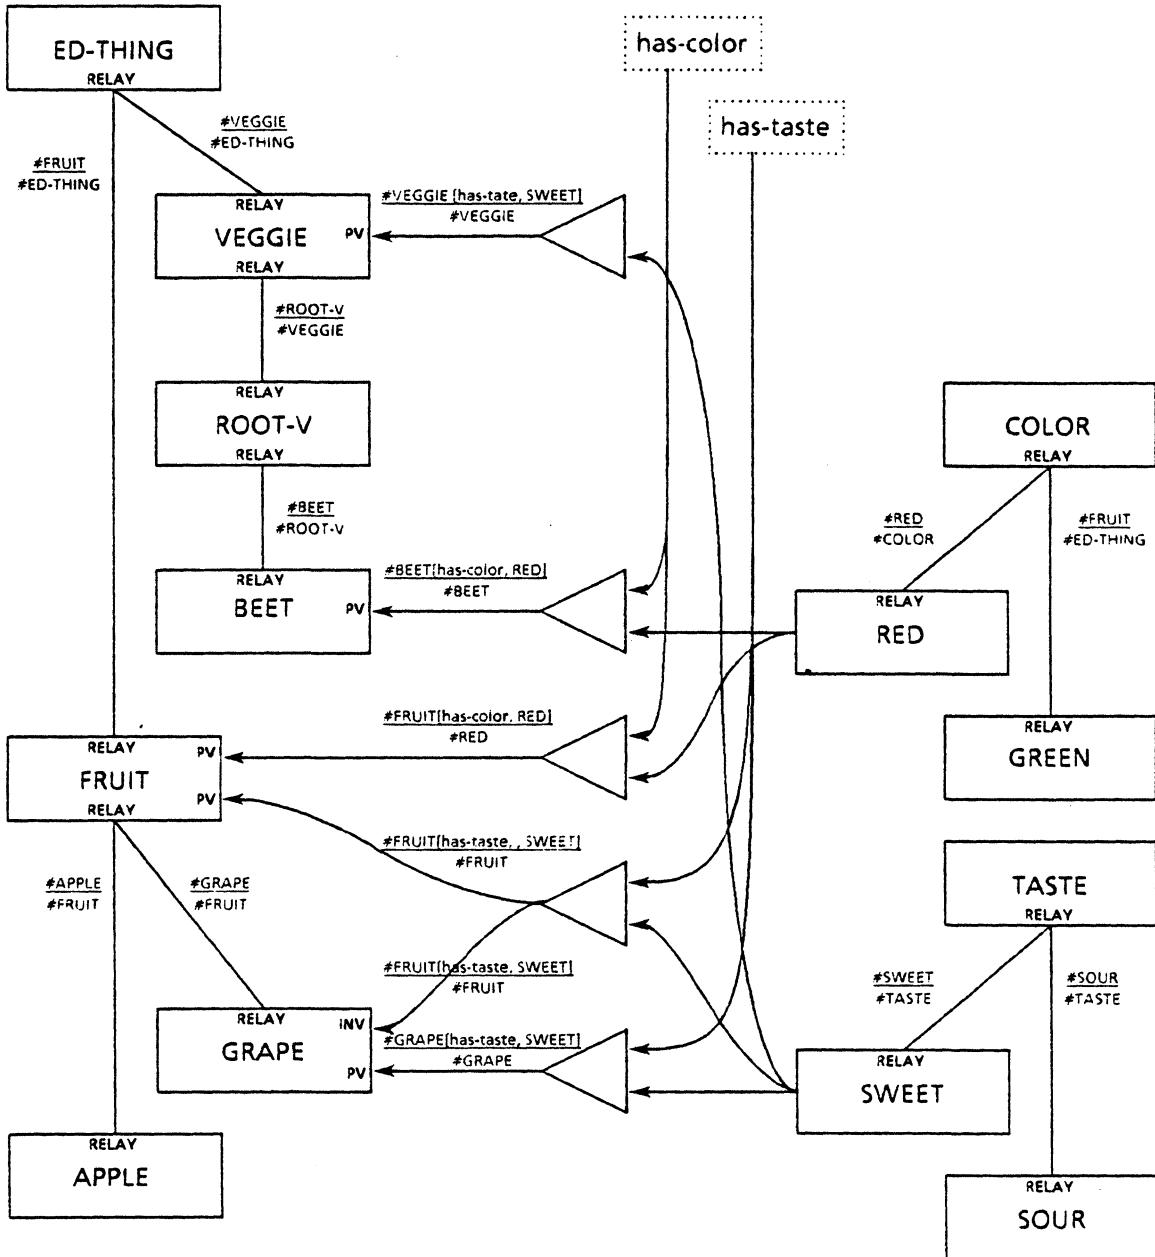 ED-THING
RELAY
has-color
has-taste
#VEGGIE
#ED-THING
#FRUIT
#ED-THING
RELAY
VEGGIE
PV
RELAY
#VEGGIE [has-tate, SWEET]
#VEGGIE
#ROOT-V
#VEGGIE
RELAY
ROOT-V
RELAY
COLOR
RELAY
#BEET
#ROOT-V
#RED
#COLOR
#FRUIT
#ED-THING
RELAY
BEET
PV
#BEET[has-color, RED]
#BEET
RELAY
RED
#FRUIT[has-color, RED]
#RED
RELAY
PV
FRUIT
PV
RELAY
RELAY
GREEN
#FRUIT[has-taste, , SWEET]
#FRUIT
#APPLE
#FRUIT
#GRAPE
#FRUIT
TASTE
RELAY
#FRUIT[has-taste, SWEET]
#FRUIT
#SWEET
#TASTE
#SOUR
#TASTE
RELAY
INV
GRAPE
PV
#GRAPE[has-taste, SWEET]
#GRAPE
RELAY
SWEET
RELAY
APPLE
RELAY
SOUR